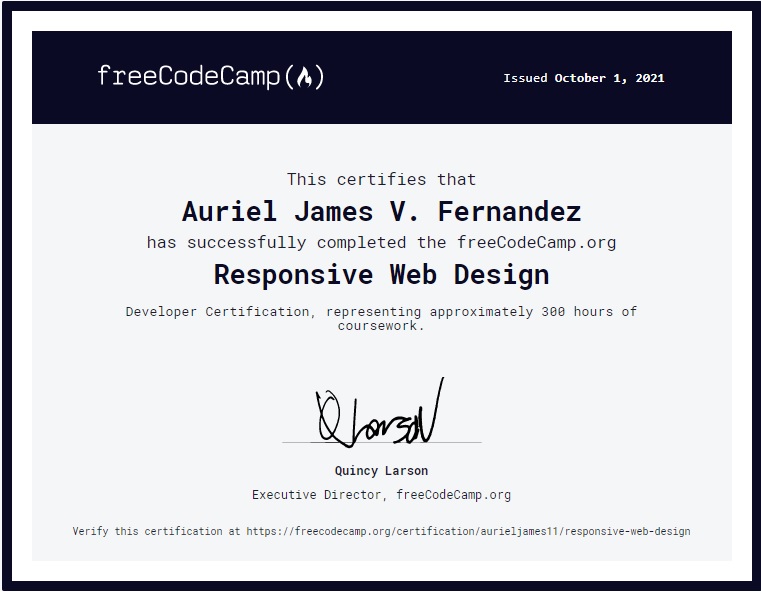 freeCodeCamp(🔥)
Issued October 1, 2021
This certifies that
Auriel James V. Fernandez
has successfully completed the freeCodeCamp.org
Responsive Web Design
Developer Certification, representing approximately 300 hours of
coursework.
Q Larson
Quincy Larson
Executive Director, freeCodeCamp.org
Verify this certification at https://freecodecamp.org/certification/aurieljames11/responsive-web-design